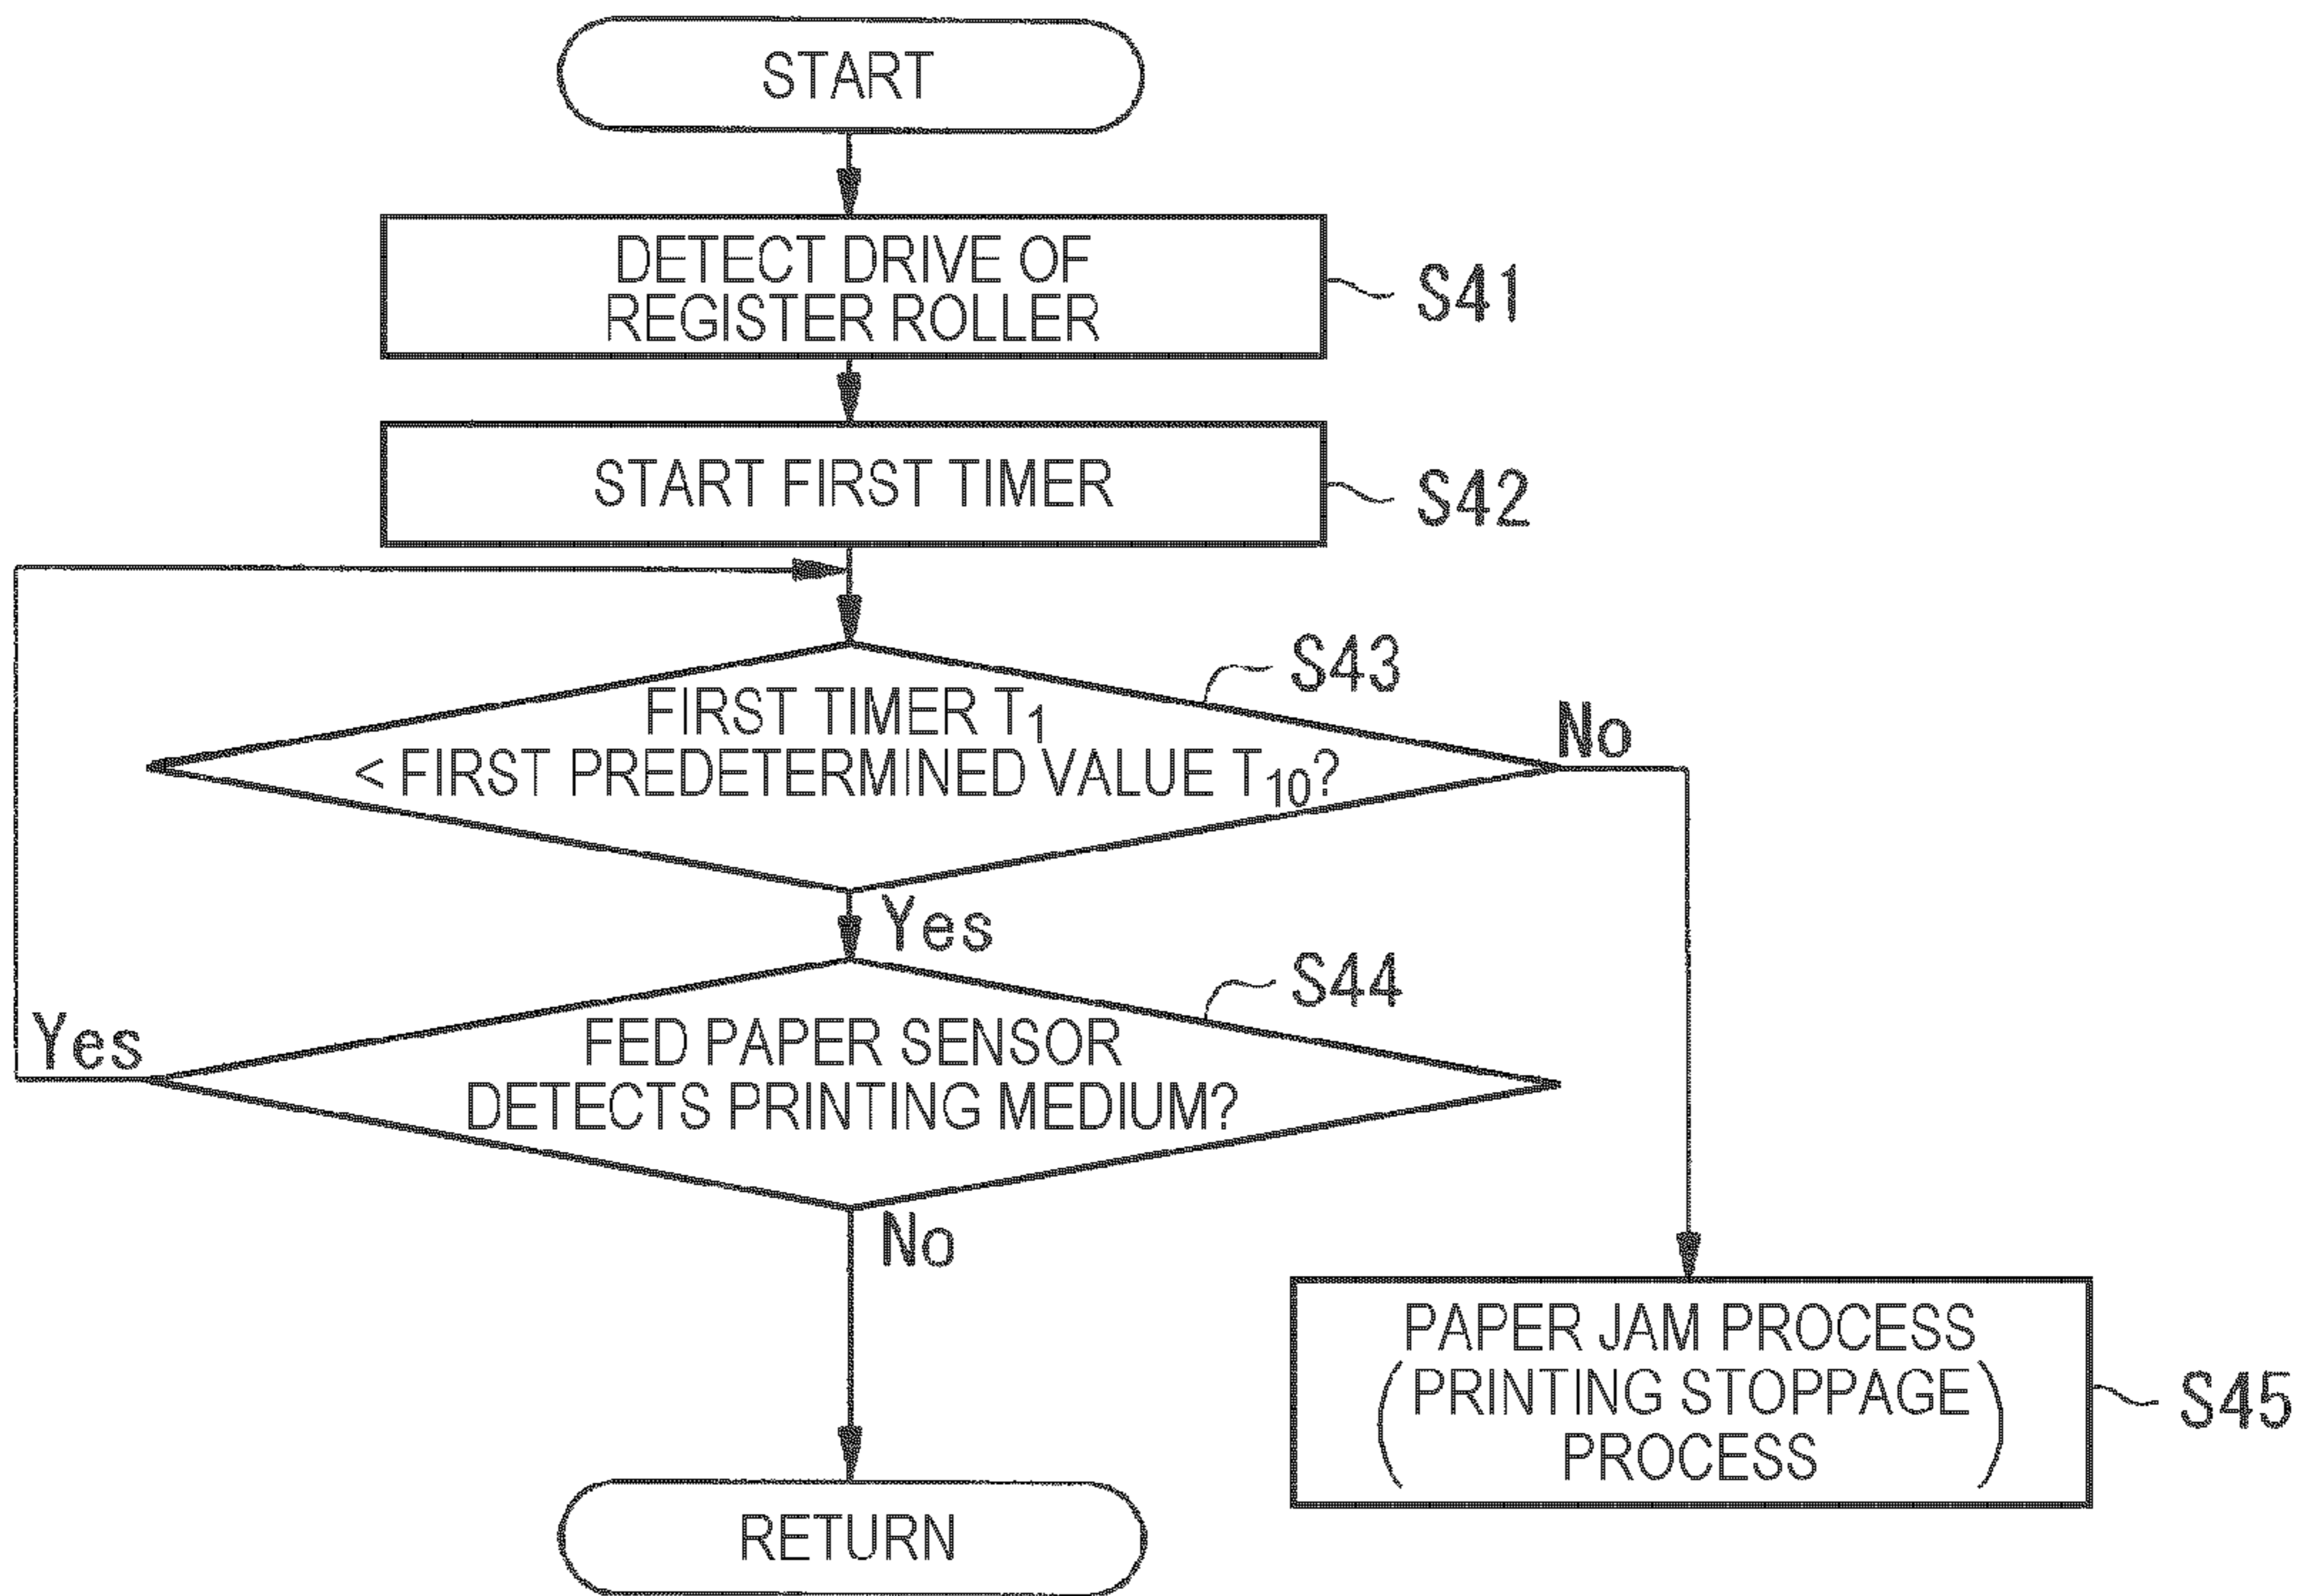 START
DETECT DRIVE OF
REGISTER ROLLER
S41
START FIRST TIMER
S42
S43
FIRST TIMER T₁
< FIRST PREDETERMINED VALUE T₁₀?
No
Yes
S44
FED PAPER SENSOR
DETECTS PRINTING MEDIUM?
Yes
No
PAPER JAM PROCESS
(PRINTING STOPPAGE
PROCESS)
S45
RETURN